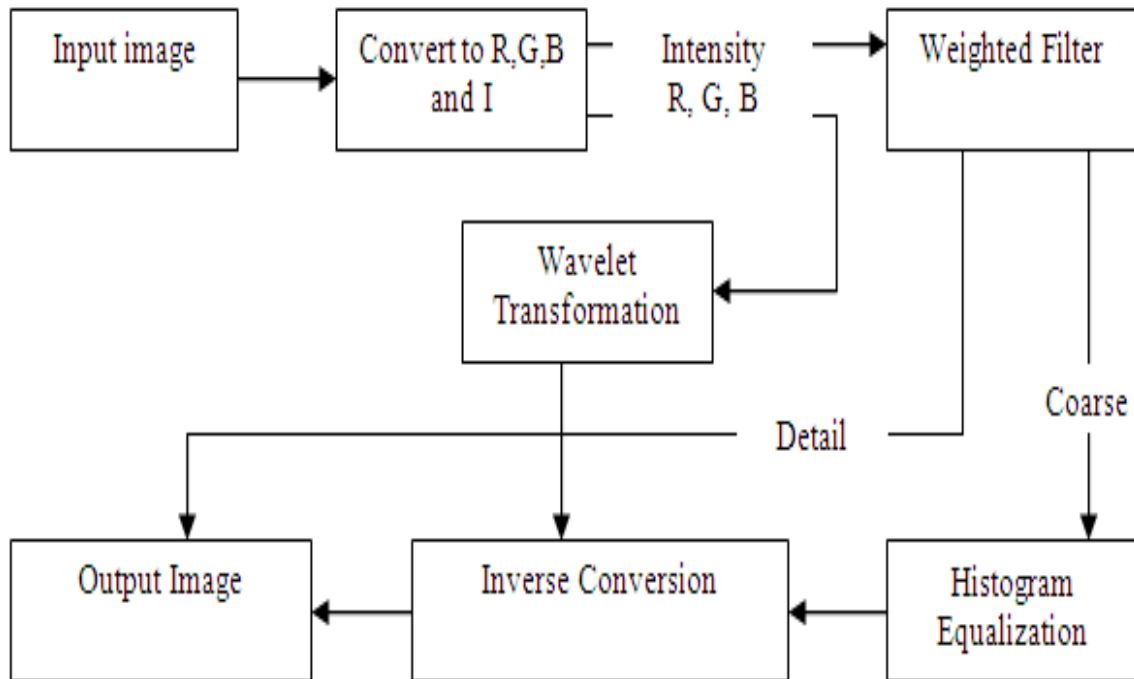 Input image
Convert to R,G,B
and I
Intensity
R, G, B
Weighted Filter
Wavelet
Transformation
Coarse
Detail
Output Image
Inverse Conversion
Histogram
Equalization